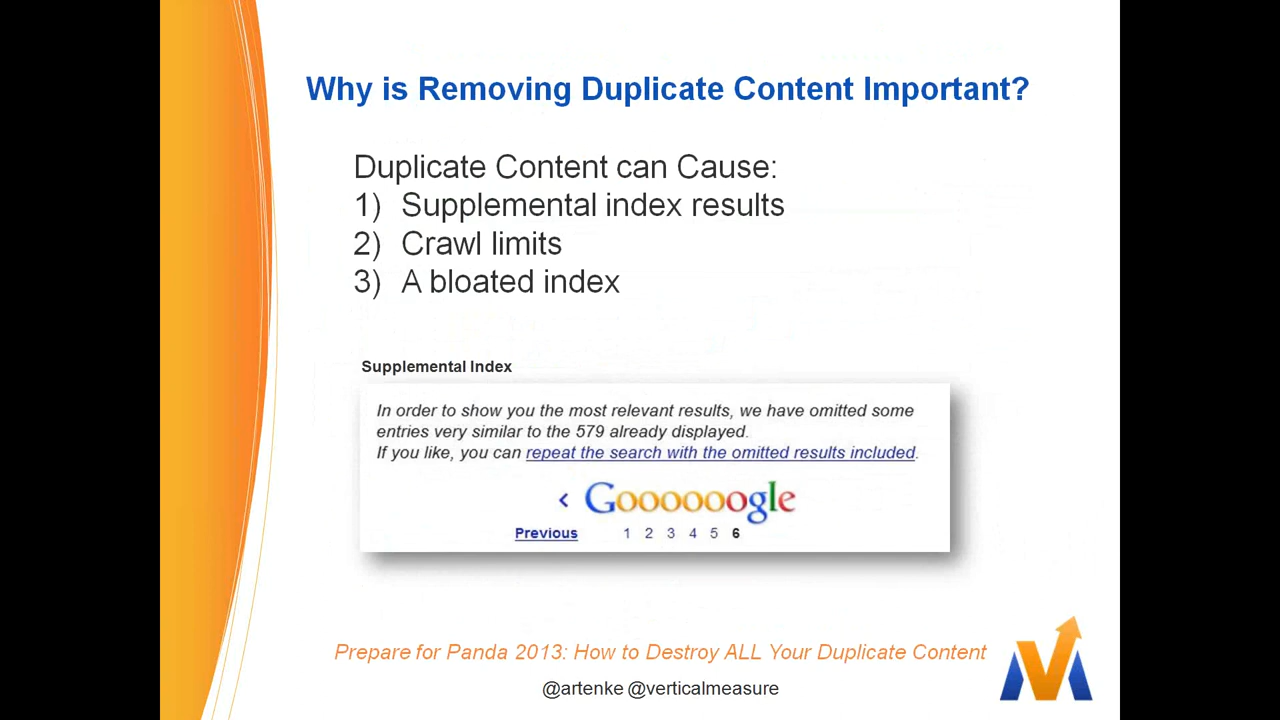 Why is Removing Duplicate Content Important?
Duplicate Content can Cause:
1) Supplemental index results
2) Crawl limits
3) A bloated index
Supplemental Index
In order to show you the most relevant results, we have omitted some
entries very similar to the 579 already displayed.
If you like, you can repeat the search with the omitted results included.
< Goooooogle
Previous 1 2 3 4 5 6
Prepare for Panda 2013: How to Destroy ALL Your Duplicate Content
@artenke @verticalmeasure